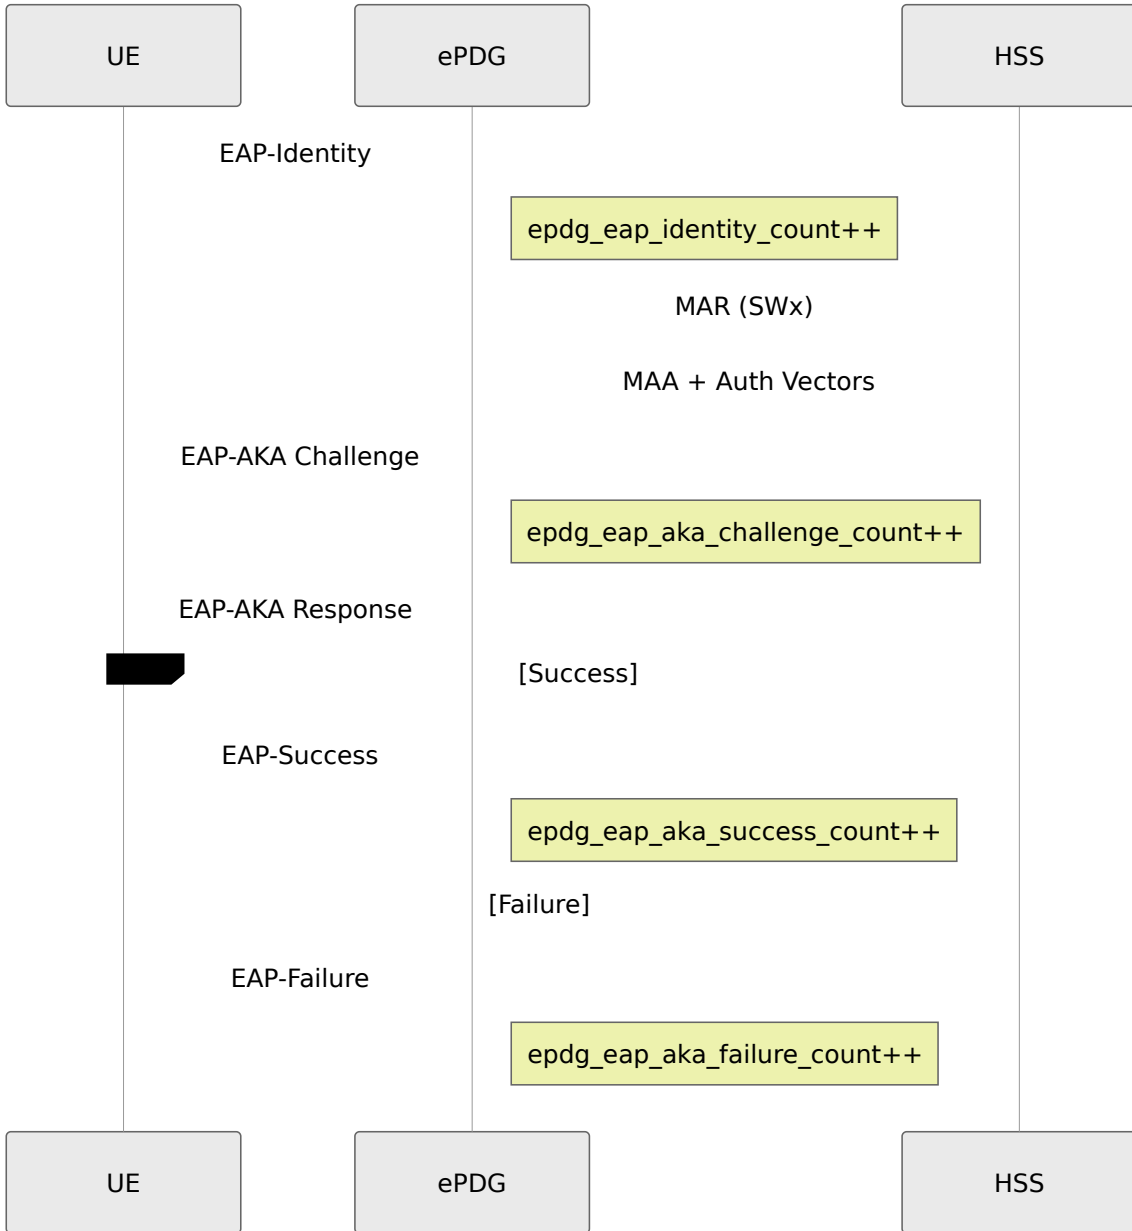 UE
ePDG
HSS
EAP-Identity
epdg_eap_identity_count++
MAR (SWx)
MAA + Auth Vectors
EAP-AKA Challenge
epdg_eap_aka_challenge_count++
EAP-AKA Response
[Success]
EAP-Success
epdg_eap_aka_success_count++
[Failure]
EAP-Failure
epdg_eap_aka_failure_count++
UE
ePDG
HSS